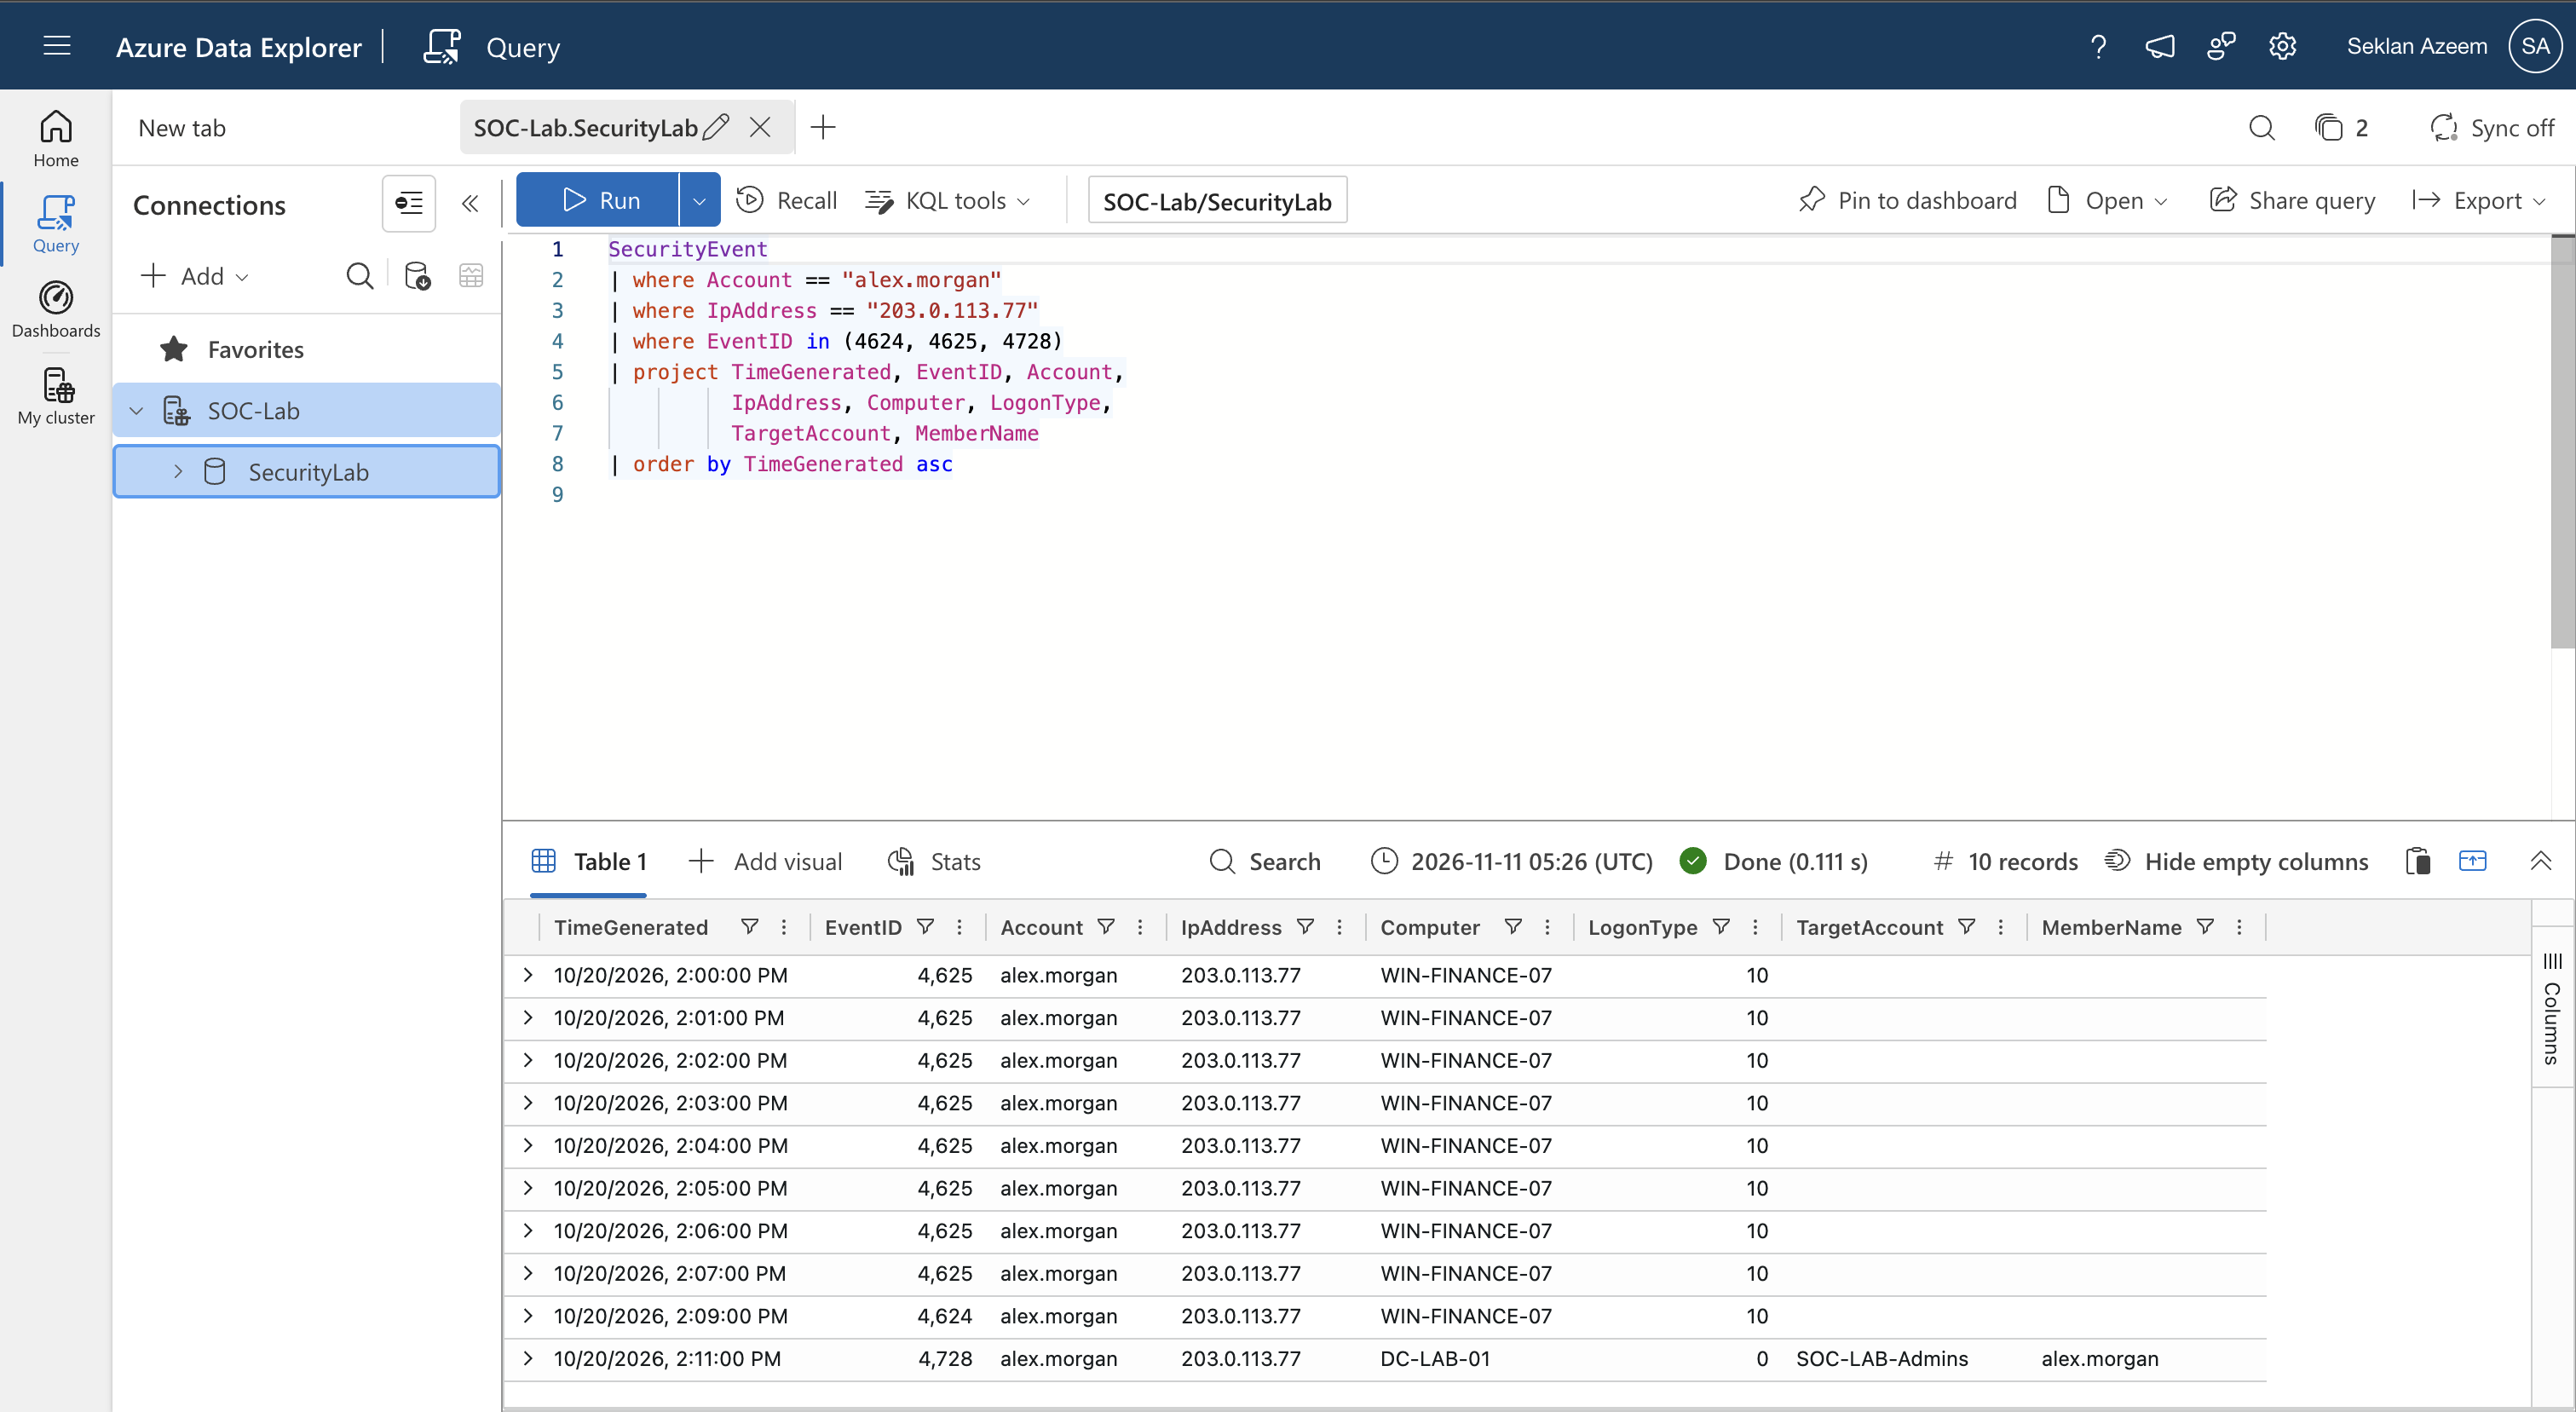 Azure Data Explorer
Query
Seklan Azeem
SA
Home
Query
Dashboards
My cluster
New tab
SOC-Lab.SecurityLab
2
Sync off
Connections
Add
Favorites
SOC-Lab
SecurityLab
Run
Recall
KQL tools
SOC-Lab/SecurityLab
Pin to dashboard
Open
Share query
Export
1 SecurityEvent
2 | where Account == "alex.morgan"
3 | where IpAddress == "203.0.113.77"
4 | where EventID in (4624, 4625, 4728)
5 | project TimeGenerated, EventID, Account,
6 IpAddress, Computer, LogonType,
7 TargetAccount, MemberName
8 | order by TimeGenerated asc
9
Table 1
Add visual
Stats
Search
2026-11-11 05:26 (UTC)
Done (0.111 s)
# 10 records
Hide empty columns
TimeGenerated EventID Account IpAddress Computer LogonType TargetAccount MemberName
10/20/2026, 2:00:00 PM 4,625 alex.morgan 203.0.113.77 WIN-FINANCE-07 10
10/20/2026, 2:01:00 PM 4,625 alex.morgan 203.0.113.77 WIN-FINANCE-07 10
10/20/2026, 2:02:00 PM 4,625 alex.morgan 203.0.113.77 WIN-FINANCE-07 10
10/20/2026, 2:03:00 PM 4,625 alex.morgan 203.0.113.77 WIN-FINANCE-07 10
10/20/2026, 2:04:00 PM 4,625 alex.morgan 203.0.113.77 WIN-FINANCE-07 10
10/20/2026, 2:05:00 PM 4,625 alex.morgan 203.0.113.77 WIN-FINANCE-07 10
10/20/2026, 2:06:00 PM 4,625 alex.morgan 203.0.113.77 WIN-FINANCE-07 10
10/20/2026, 2:07:00 PM 4,625 alex.morgan 203.0.113.77 WIN-FINANCE-07 10
10/20/2026, 2:09:00 PM 4,624 alex.morgan 203.0.113.77 WIN-FINANCE-07 10
10/20/2026, 2:11:00 PM 4,728 alex.morgan 203.0.113.77 DC-LAB-01 0 SOC-LAB-Admins alex.morgan
Columns